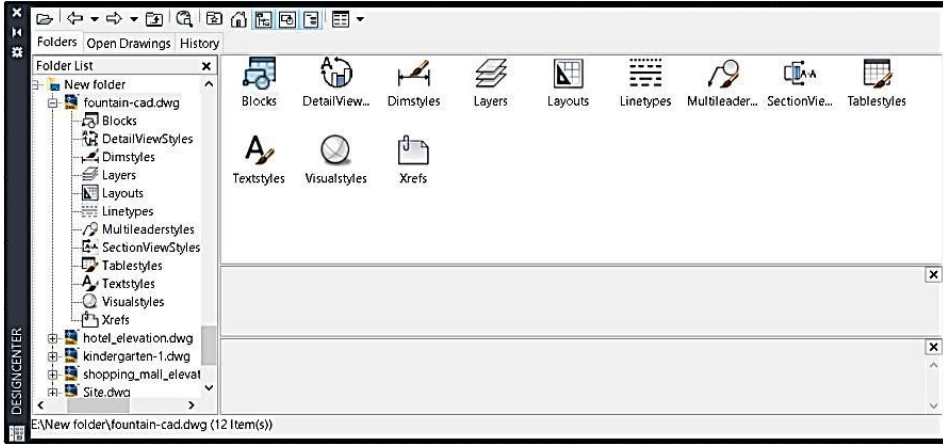 Folders Open Drawings History
Folder List
New folder
fountain-cad.dwg
Blocks
DetailViewStyles
Dimstyles
Layers
Layouts
Linetypes
Multileaderstyles
SectionViewStyles
Tablestyles
Textstyles
Visualstyles
Xrefs
hotel_elevation.dwg
kindergarten-1.dwg
shopping_mall_elevat
Site.dwg
Blocks DetailView... Dimstyles Layers Layouts Linetypes Multileader... SectionVie... Tablestyles
Textstyles Visualstyles Xrefs
DESIGNCENTER
E:\New folder\fountain-cad.dwg (12 Item(s))